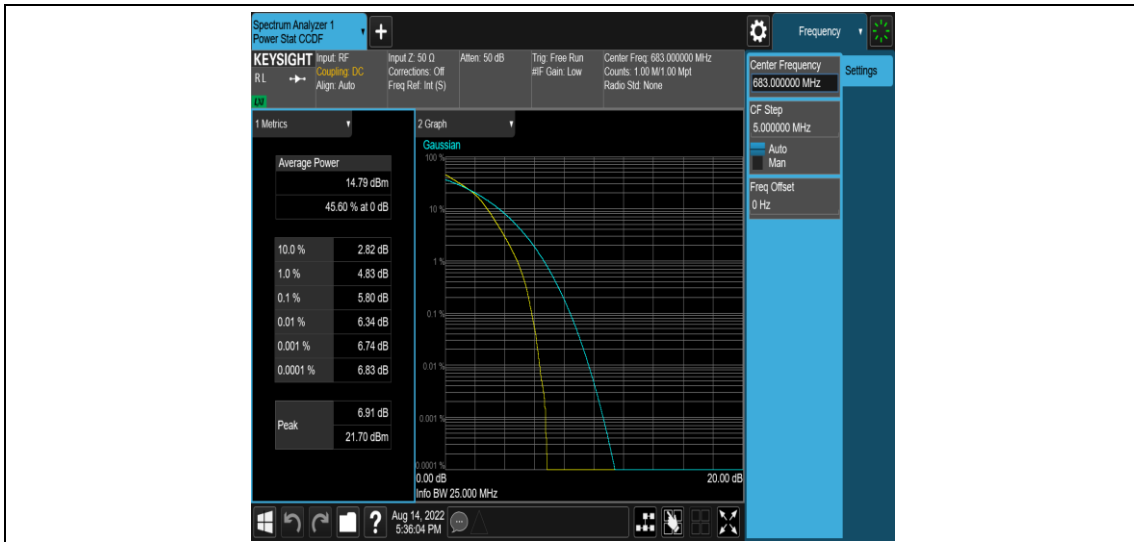 Spectrum Analyzer 1
Power Stat CCDF
+
Frequency
KEYSIGHT
RL
LXI
Input: RF
Coupling: DC
Align: Auto
Input Z: 50 Ω
Corrections: Off
Freq Ref: Int (S)
Atten: 50 dB
Trig: Free Run
#IF Gain: Low
Center Freq: 683.000000 MHz
Counts: 1.00 M/1.00 Mpt
Radio Std: None
Center Frequency
683.000000 MHz
Settings
CF Step
5.000000 MHz
Auto
Man
Freq Offset
0 Hz
1 Metrics
Average Power
14.79 dBm
45.60 % at 0 dB
10.0 % 2.82 dB
1.0 % 4.83 dB
0.1 % 5.80 dB
0.01 % 6.34 dB
0.001 % 6.74 dB
0.0001 % 6.83 dB
Peak
6.91 dB
21.70 dBm
2 Graph
Gaussian
100 %
10 %
1 %
0.1 %
0.01 %
0.001 %
0.0001 %
0.00 dB 20.00 dB
Info BW 25.000 MHz
?
Aug 14, 2022
5:36:04 PM